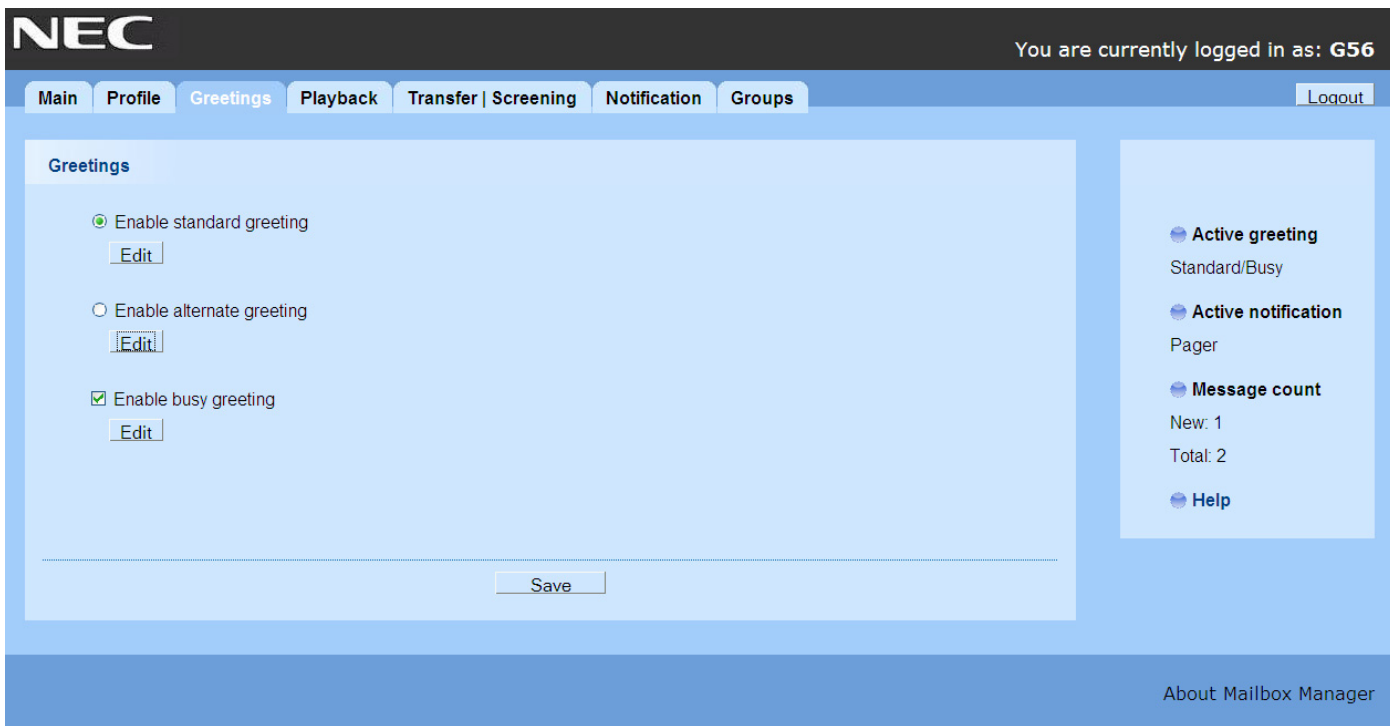 NEC
You are currently logged in as: G56
Main Profile Greetings Playback Transfer | Screening Notification Groups Logout
Greetings
Enable standard greeting
Edit
Enable alternate greeting
Edit
Enable busy greeting
Edit
Save
Active greeting
Standard/Busy
Active notification
Pager
Message count
New: 1
Total: 2
Help
About Mailbox Manager